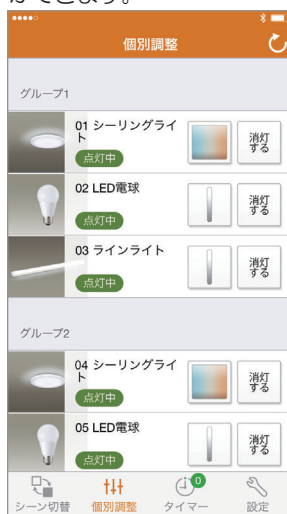 ができます。
個別調整
グループ1
01 シーリングライ
ト
点灯中
消灯
する
02 LED電球
点灯中
消灯
する
03 ラインライト
点灯中
消灯
する
グループ2
04 シーリングライ
ト
点灯中
消灯
する
05 LED電球
点灯中
消灯
する
0
シーン切替
個別調整
タイマー
設定